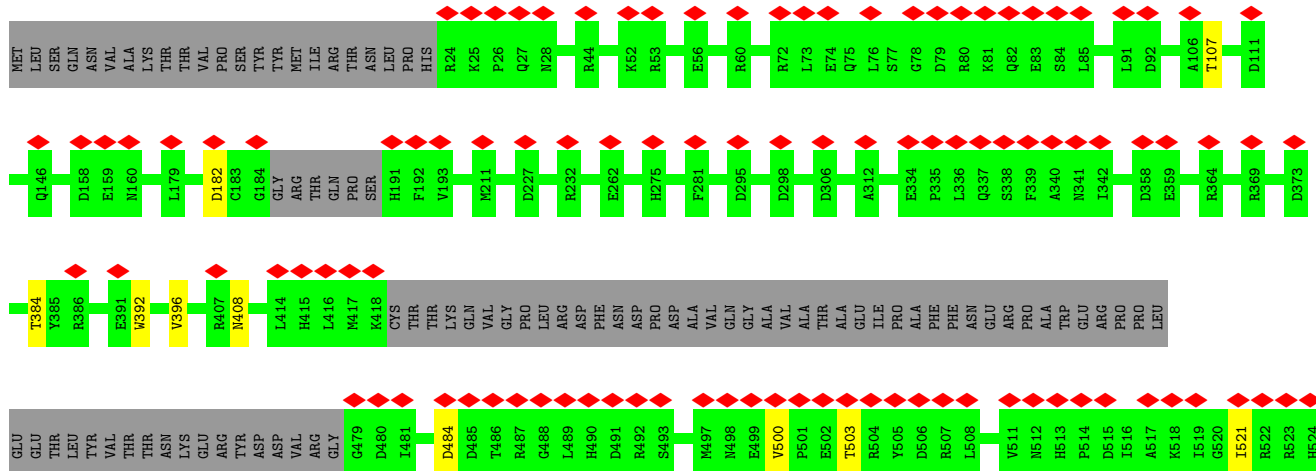 MET LEU SER GLN ASN VAL ALA LYS THR THR VAL PRO SER TYR TYR MET ILE ARG THR ASN LEU PRO HIS R24 K25 P26 Q27 N28 R44 K52 R53 E56 R60 R72 L73 E74 Q75 L76 S77 G78 D79 R80 K81 Q82 E83 S84 L85 L91 D92 A106 T107 D111
Q146 D158 E159 N160 L179 D182 C183 G184 GLY ARG THR GLN PRO SER H191 F192 V193 M211 D227 R232 E262 H275 F281 D295 D298 D306 A312 E334 P335 L336 Q337 S338 F339 A340 N341 I342 D358 E359 R364 R369 D373
T384 Y385 R386 E391 W392 V396 R407 N408 L414 H415 L416 M417 K418 CYS THR THR LYS GLN VAL GLY PRO LEU ARG ASP PHE ASN ASP PRO ASP ALA VAL GLN GLY ALA VAL ALA THR ALA GLU ILE PRO ALA PHE PHE ASN GLU ARG PRO ALA TRP GLU ARG PRO PRO LEU
GLU GLU THR LEU TYR VAL THR THR ASN LYS GLU ARG TYR ASP ASP VAL ARG GLY G479 D480 I481 D484 D485 T486 R487 G488 L489 H490 D491 R492 S493 M497 N498 E499 V500 P501 E502 T503 R504 Y505 D506 R507 L508 V511 N512 H513 P514 D515 I516 A517 K518 I519 G520 I521 R522 R523